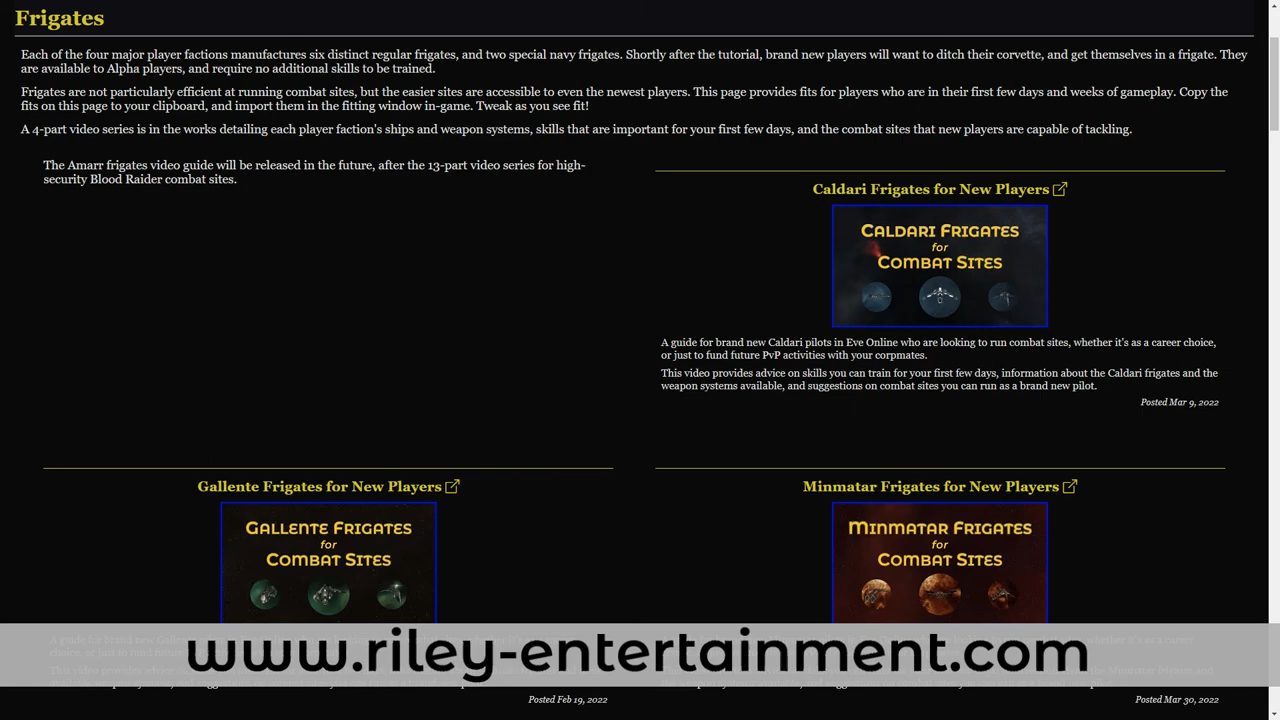 Frigates
Each of the four major player factions manufactures six distinct regular frigates, and two special navy frigates. Shortly after the tutorial, brand new players will want to ditch their corvette, and get themselves in a frigate. They
are available to Alpha players, and require no additional skills to be trained.
Frigates are not particularly efficient at running combat sites, but the easier sites are accessible to even the newest players. This page provides fits for players who are in their first few days and weeks of gameplay. Copy the
fits on this page to your clipboard, and import them in the fitting window in-game. Tweak as you see fit!
A 4-part video series is in the works detailing each player faction's ships and weapon systems, skills that are important for your first few days, and the combat sites that new players are capable of tackling.
The Amarr frigates video guide will be released in the future, after the 13-part video series for high-
security Blood Raider combat sites.
Caldari Frigates for New Players
CALDARI FRIGATES
for
COMBAT SITES
A guide for brand new Caldari pilots in Eve Online who are looking to run combat sites, whether it's as a career choice,
or just to fund future PvP activities with your corpmates.
This video provides advice on skills you can train for your first few days, information about the Caldari frigates and the
weapon systems available, and suggestions on combat sites you can run as a brand new pilot.
Posted Mar 9, 2022
Gallente Frigates for New Players
GALLENTE FRIGATES
for
COMBAT SITES
Posted Feb 19, 2022
Minmatar Frigates for New Players
MINMATAR FRIGATES
for
COMBAT SITES
Posted Mar 30, 2022
www.riley-entertainment.com